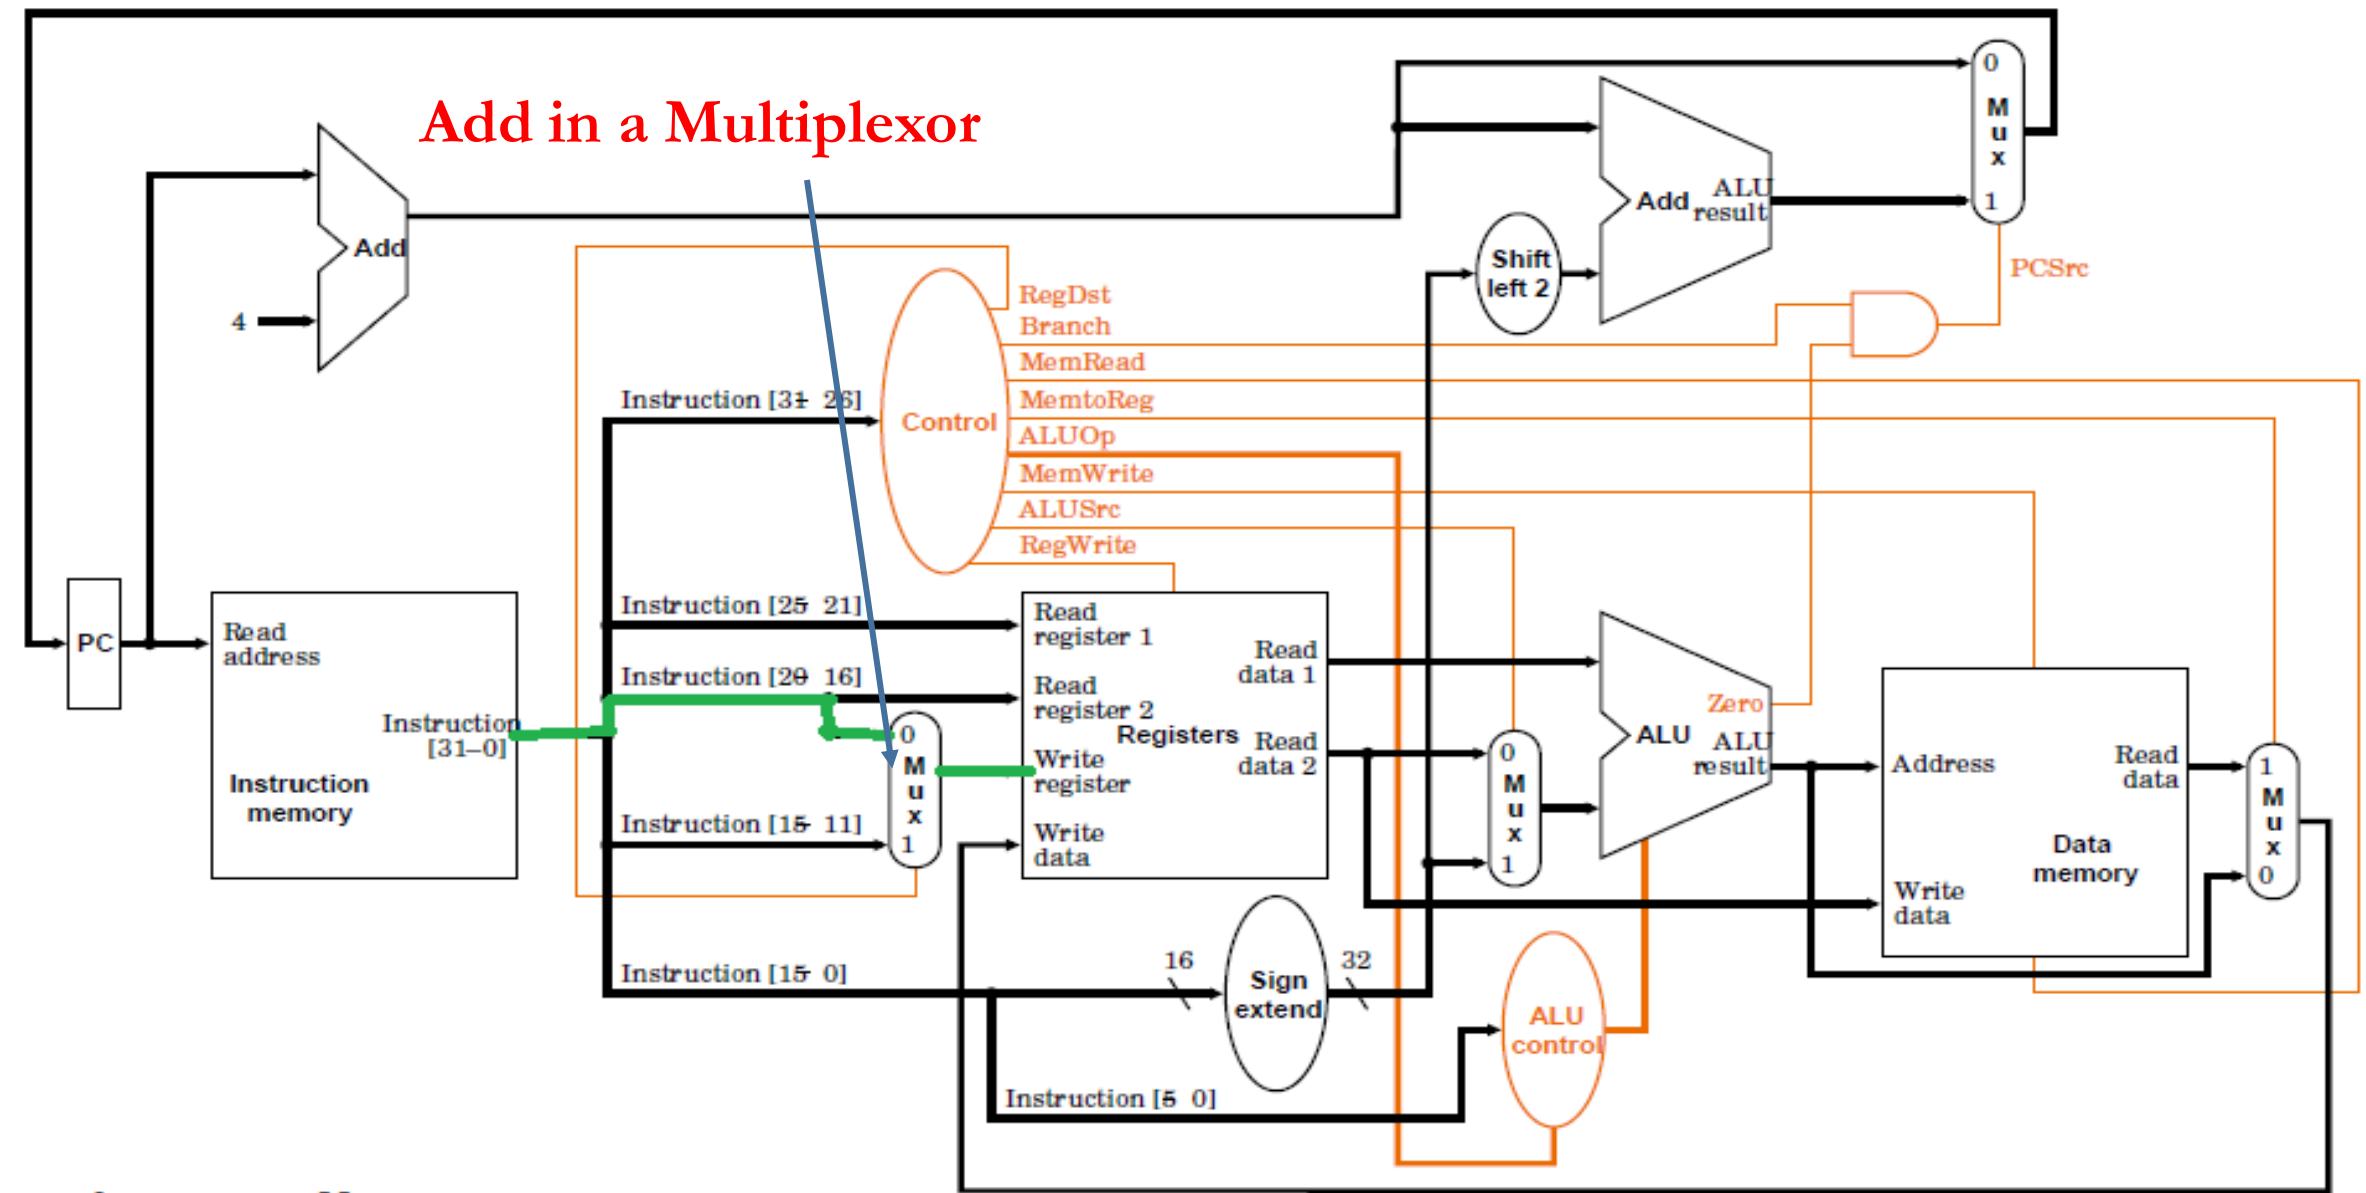 Add in a Multiplexor
0
M
u
x
1
Add
ALU
result
Add
4
Shift
left 2
PCSrc
RegDst
Branch
MemRead
MemtoReg
ALUOp
MemWrite
ALUSrc
RegWrite
Control
Instruction [31 26]
Instruction [25 21]
Instruction [20 16]
Instruction [15 11]
Instruction [15 0]
Instruction [5 0]
PC
Read
address
Instruction
[31–0]
Instruction
memory
0
M
u
x
1
Read
register 1
Read
register 2
Write
register
Write
data
Registers
Read
data 1
Read
data 2
0
M
u
x
1
Zero
ALU
ALU
result
Address
Write
data
Read
data
Data
memory
1
M
u
x
0
16
Sign
extend
32
ALU
control